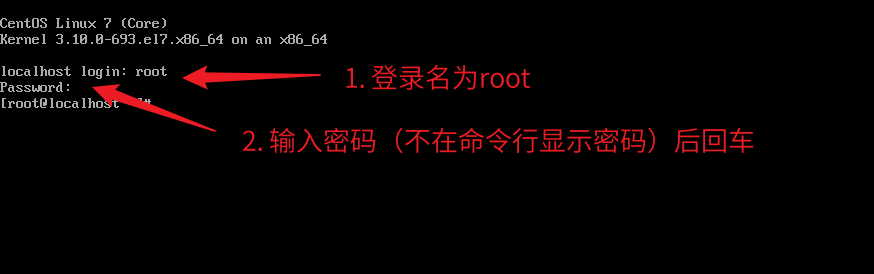 CentOS Linux 7 (Core)
Kernel 3.10.0-693.el7.x86_64 on an x86_64
localhost login: root
1. 登录名为root
Password:
[root@localhost ~]#
2. 输入密码（不在命令行显示密码）后回车